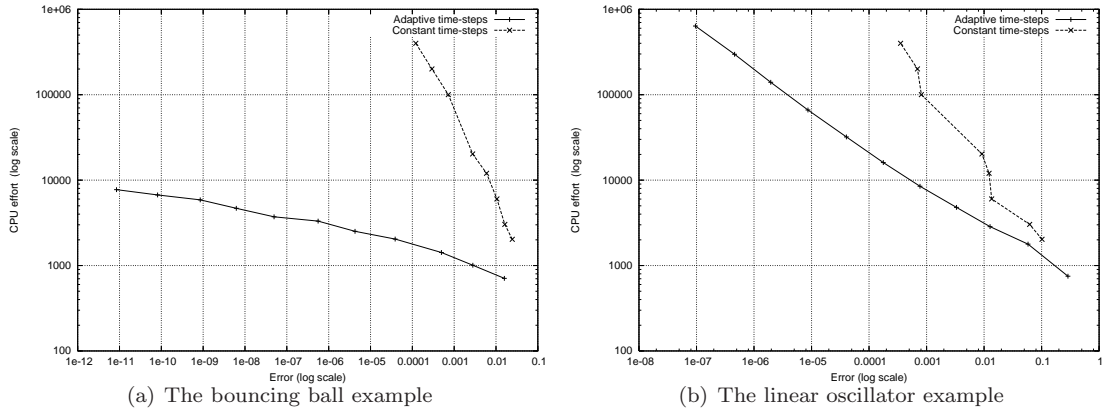 1e+06
100000
10000
1000
100
CPU effort (log scale)
Adaptive time-steps
Constant time-steps
1e-12 1e-11 1e-10 1e-09 1e-08 1e-07 1e-06 1e-05 0.0001 0.001 0.01 0.1
Error (log scale)
(a) The bouncing ball example
1e+06
100000
10000
1000
100
CPU effort (log scale)
Adaptive time-steps
Constant time-steps
1e-08 1e-07 1e-06 1e-05 0.0001 0.001 0.01 0.1 1
Error (log scale)
(b) The linear oscillator example